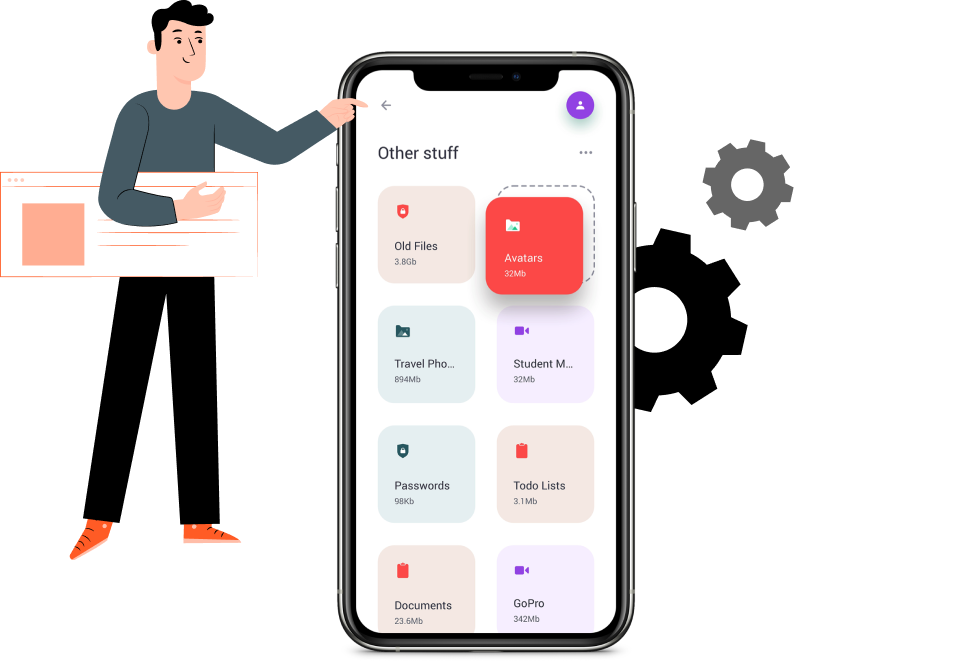 Other stuff
Old Files
3.8Gb
Avatars
32Mb
Travel Pho...
894Mb
Student M...
32Mb
Passwords
98Kb
Todo Lists
3.1Mb
Documents
23.6Mb
GoPro
342Mb